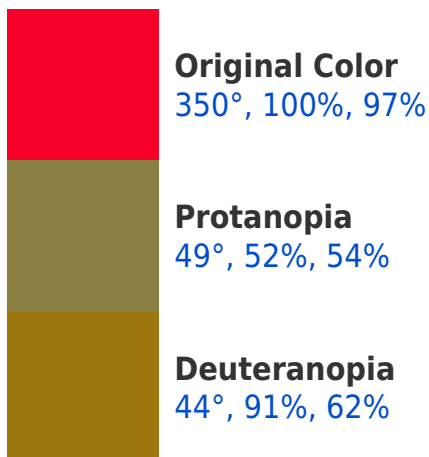 Original Color
350°, 100%, 97%
Protanopia
49°, 52%, 54%
Deuteranopia
44°, 91%, 62%